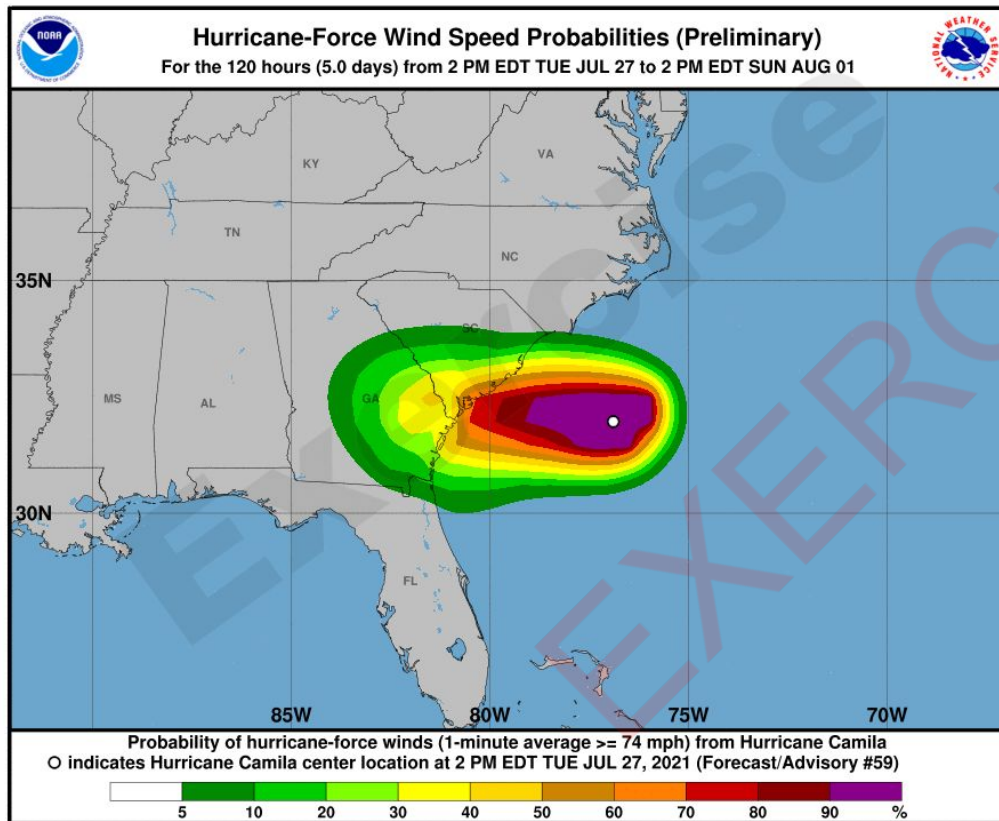 Hurricane-Force Wind Speed Probabilities (Preliminary)
For the 120 hours (5.0 days) from 2 PM EDT TUE JUL 27 to 2 PM EDT SUN AUG 01
NOAA
NATIONAL WEATHER SERVICE
KY
VA
TN
NC
35N
SC
MS
AL
GA
30N
FL
85W
80W
75W
70W
Exercise
EXERC
Probability of hurricane-force winds (1-minute average >= 74 mph) from Hurricane Camila
O indicates Hurricane Camila center location at 2 PM EDT TUE JUL 27, 2021 (Forecast/Advisory #59)
5 10 20 30 40 50 60 70 80 90 %